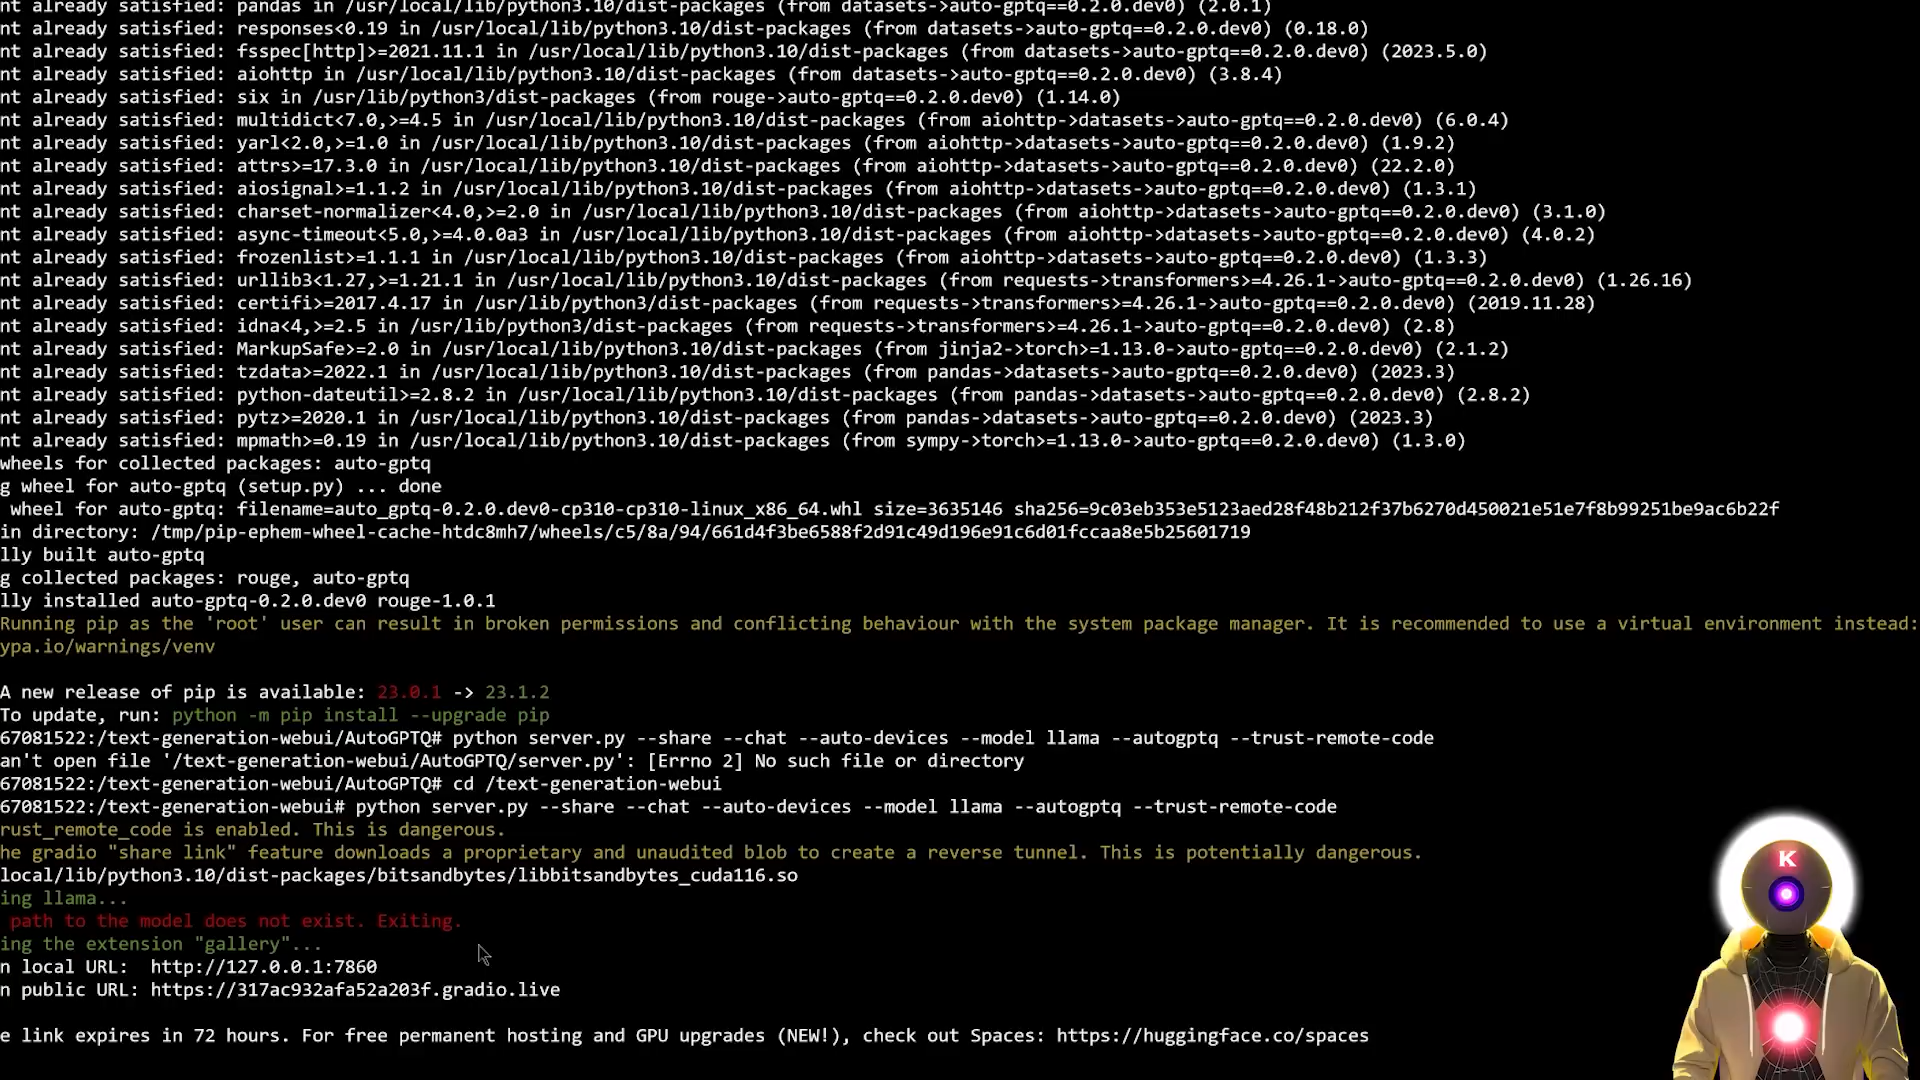 nt already satisfied: pandas in /usr/local/lib/python3.10/dist-packages (from datasets->auto-gptq==0.2.0.dev0) (2.0.1)
nt already satisfied: responses<0.19 in /usr/local/lib/python3.10/dist-packages (from datasets->auto-gptq==0.2.0.dev0) (0.18.0)
nt already satisfied: fsspec[http]>=2021.11.1 in /usr/local/lib/python3.10/dist-packages (from datasets->auto-gptq==0.2.0.dev0) (2023.5.0)
nt already satisfied: aiohttp in /usr/local/lib/python3.10/dist-packages (from datasets->auto-gptq==0.2.0.dev0) (3.8.4)
nt already satisfied: six in /usr/lib/python3/dist-packages (from rouge->auto-gptq==0.2.0.dev0) (1.14.0)
nt already satisfied: multidict<7.0,>=4.5 in /usr/local/lib/python3.10/dist-packages (from aiohttp->datasets->auto-gptq==0.2.0.dev0) (6.0.4)
nt already satisfied: yarl<2.0,>=1.0 in /usr/local/lib/python3.10/dist-packages (from aiohttp->datasets->auto-gptq==0.2.0.dev0) (1.9.2)
nt already satisfied: attrs>=17.3.0 in /usr/local/lib/python3.10/dist-packages (from aiohttp->datasets->auto-gptq==0.2.0.dev0) (22.2.0)
nt already satisfied: aiosignal>=1.1.2 in /usr/local/lib/python3.10/dist-packages (from aiohttp->datasets->auto-gptq==0.2.0.dev0) (1.3.1)
nt already satisfied: charset-normalizer<4.0,>=2.0 in /usr/local/lib/python3.10/dist-packages (from aiohttp->datasets->auto-gptq==0.2.0.dev0) (3.1.0)
nt already satisfied: async-timeout<5.0,>=4.0.0a3 in /usr/local/lib/python3.10/dist-packages (from aiohttp->datasets->auto-gptq==0.2.0.dev0) (4.0.2)
nt already satisfied: frozenlist>=1.1.1 in /usr/local/lib/python3.10/dist-packages (from aiohttp->datasets->auto-gptq==0.2.0.dev0) (1.3.3)
nt already satisfied: urllib3<1.27,>=1.21.1 in /usr/local/lib/python3.10/dist-packages (from requests->transformers>=4.26.1->auto-gptq==0.2.0.dev0) (1.26.16)
nt already satisfied: certifi>=2017.4.17 in /usr/lib/python3/dist-packages (from requests->transformers>=4.26.1->auto-gptq==0.2.0.dev0) (2019.11.28)
nt already satisfied: idna<4,>=2.5 in /usr/lib/python3/dist-packages (from requests->transformers>=4.26.1->auto-gptq==0.2.0.dev0) (2.8)
nt already satisfied: MarkupSafe>=2.0 in /usr/local/lib/python3.10/dist-packages (from jinja2->torch>=1.13.0->auto-gptq==0.2.0.dev0) (2.1.2)
nt already satisfied: tzdata>=2022.1 in /usr/local/lib/python3.10/dist-packages (from pandas->datasets->auto-gptq==0.2.0.dev0) (2023.3)
nt already satisfied: python-dateutil>=2.8.2 in /usr/local/lib/python3.10/dist-packages (from pandas->datasets->auto-gptq==0.2.0.dev0) (2.8.2)
nt already satisfied: pytz>=2020.1 in /usr/local/lib/python3.10/dist-packages (from pandas->datasets->auto-gptq==0.2.0.dev0) (2023.3)
nt already satisfied: mpmath>=0.19 in /usr/local/lib/python3.10/dist-packages (from sympy->torch>=1.13.0->auto-gptq==0.2.0.dev0) (1.3.0)
wheels for collected packages: auto-gptq
g wheel for auto-gptq (setup.py) ... done
wheel for auto-gptq: filename=auto_gptq-0.2.0.dev0-cp310-cp310-linux_x86_64.whl size=3635146 sha256=9c03eb353e5123aed28f48b212f37b6270d450021e51e7f8b99251be9ac6b22f
in directory: /tmp/pip-ephem-wheel-cache-htdc8mh7/wheels/c5/8a/94/661d4f3be6588f2d91c49d196e91c6d01fccaa8e5b25601719
lly built auto-gptq
g collected packages: rouge, auto-gptq
lly installed auto-gptq-0.2.0.dev0 rouge-1.0.1
Running pip as the 'root' user can result in broken permissions and conflicting behaviour with the system package manager. It is recommended to use a virtual environment instead:
ypa.io/warnings/venv
A new release of pip is available: 23.0.1 -> 23.1.2
To update, run: python -m pip install --upgrade pip
67081522:/text-generation-webui/AutoGPTQ# python server.py --share --chat --auto-devices --model llama --autogptq --trust-remote-code
an't open file '/text-generation-webui/AutoGPTQ/server.py': [Errno 2] No such file or directory
67081522:/text-generation-webui/AutoGPTQ# cd /text-generation-webui
67081522:/text-generation-webui# python server.py --share --chat --auto-devices --model llama --autogptq --trust-remote-code
rust_remote_code is enabled. This is dangerous.
he gradio "share link" feature downloads a proprietary and unaudited blob to create a reverse tunnel. This is potentially dangerous.
local/lib/python3.10/dist-packages/bitsandbytes/libbitsandbytes_cuda116.so
ing llama...
path to the model does not exist. Exiting.
ing the extension "gallery"...
n local URL:  http://127.0.0.1:7860
n public URL: https://317ac932afa52a203f.gradio.live
e link expires in 72 hours. For free permanent hosting and GPU upgrades (NEW!), check out Spaces: https://huggingface.co/spaces
K